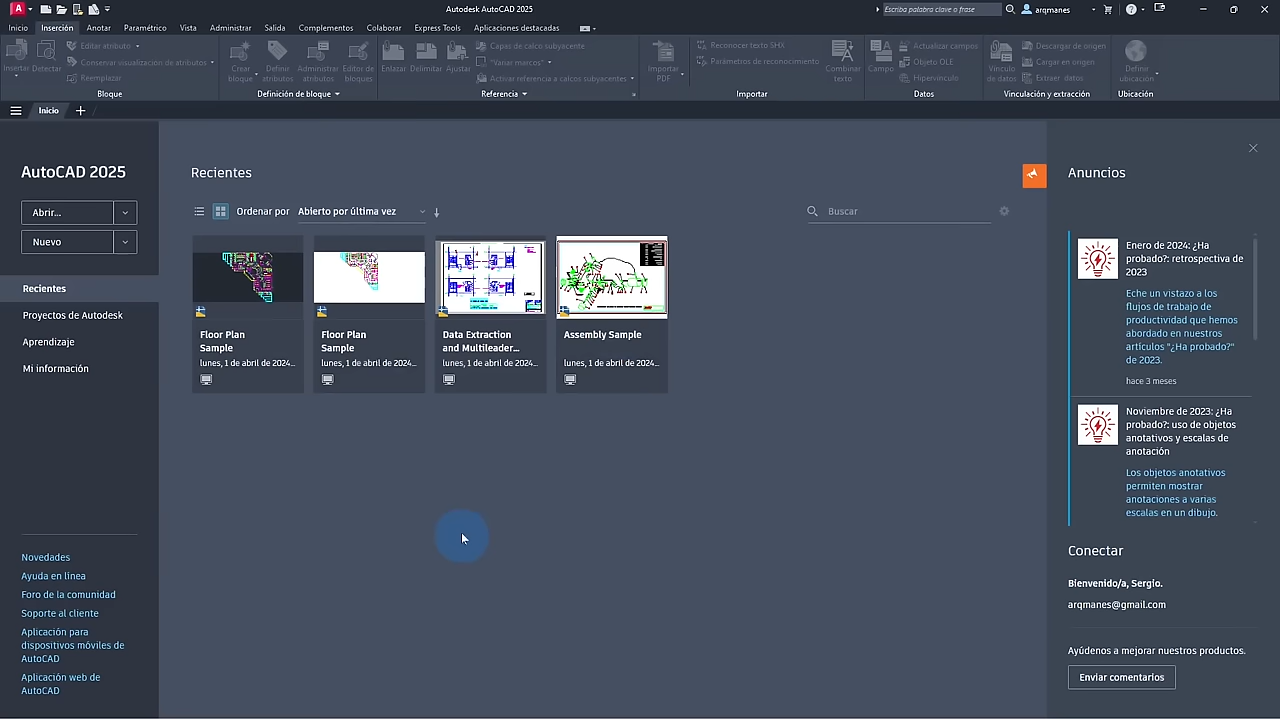 Autodesk AutoCAD 2025
Escriba palabra clave o frase
arqmanes
Inicio
Inserción
Anotar
Paramétrico
Vista
Administrar
Salida
Complementos
Colaborar
Express Tools
Aplicaciones destacadas
Insertar
Detectar
Editar atributo
Conservar visualización de atributos
Reemplazar
Bloque
Crear bloque
Definir atributos
Administrar atributos
Editor de bloques
Definición de bloque
Enlazar
Delimitar
Ajustar
Capas de calco subyacente
*Variar marcos*
Activar referencia a calcos subyacentes
Referencia
Importar PDF
Reconocer texto SHX
Parámetros de reconocimiento
Combinar texto
Importar
Campo
Actualizar campos
Objeto OLE
Hipervínculo
Datos
Vínculo de datos
Descargar de origen
Cargar en origen
Extraer datos
Vinculación y extracción
Definir ubicación
Ubicación
Inicio
AutoCAD 2025
Abrir...
Nuevo
Recientes
Proyectos de Autodesk
Aprendizaje
Mi información
Novedades
Ayuda en línea
Foro de la comunidad
Soporte al cliente
Aplicación para
dispositivos móviles de
AutoCAD
Aplicación web de
AutoCAD
Recientes
Ordenar por
Abierto por última vez
Buscar
Floor Plan
Sample
lunes, 1 de abril de 2024...
Floor Plan
Sample
lunes, 1 de abril de 2024...
Data Extraction
and Multileader...
lunes, 1 de abril de 2024...
Assembly Sample
lunes, 1 de abril de 2024...
Anuncios
Enero de 2024: ¿Ha
probado?: retrospectiva de
2023
Eche un vistazo a los
flujos de trabajo de
productividad que hemos
abordado en nuestros
artículos "¿Ha probado?"
de 2023.
hace 3 meses
Noviembre de 2023: ¿Ha
probado?: uso de objetos
anotativos y escalas de
anotación
Los objetos anotativos
permiten mostrar
anotaciones a varias
escalas en un dibujo.
Conectar
Bienvenido/a, Sergio.
arqmanes@gmail.com
Ayúdenos a mejorar nuestros productos.
Enviar comentarios